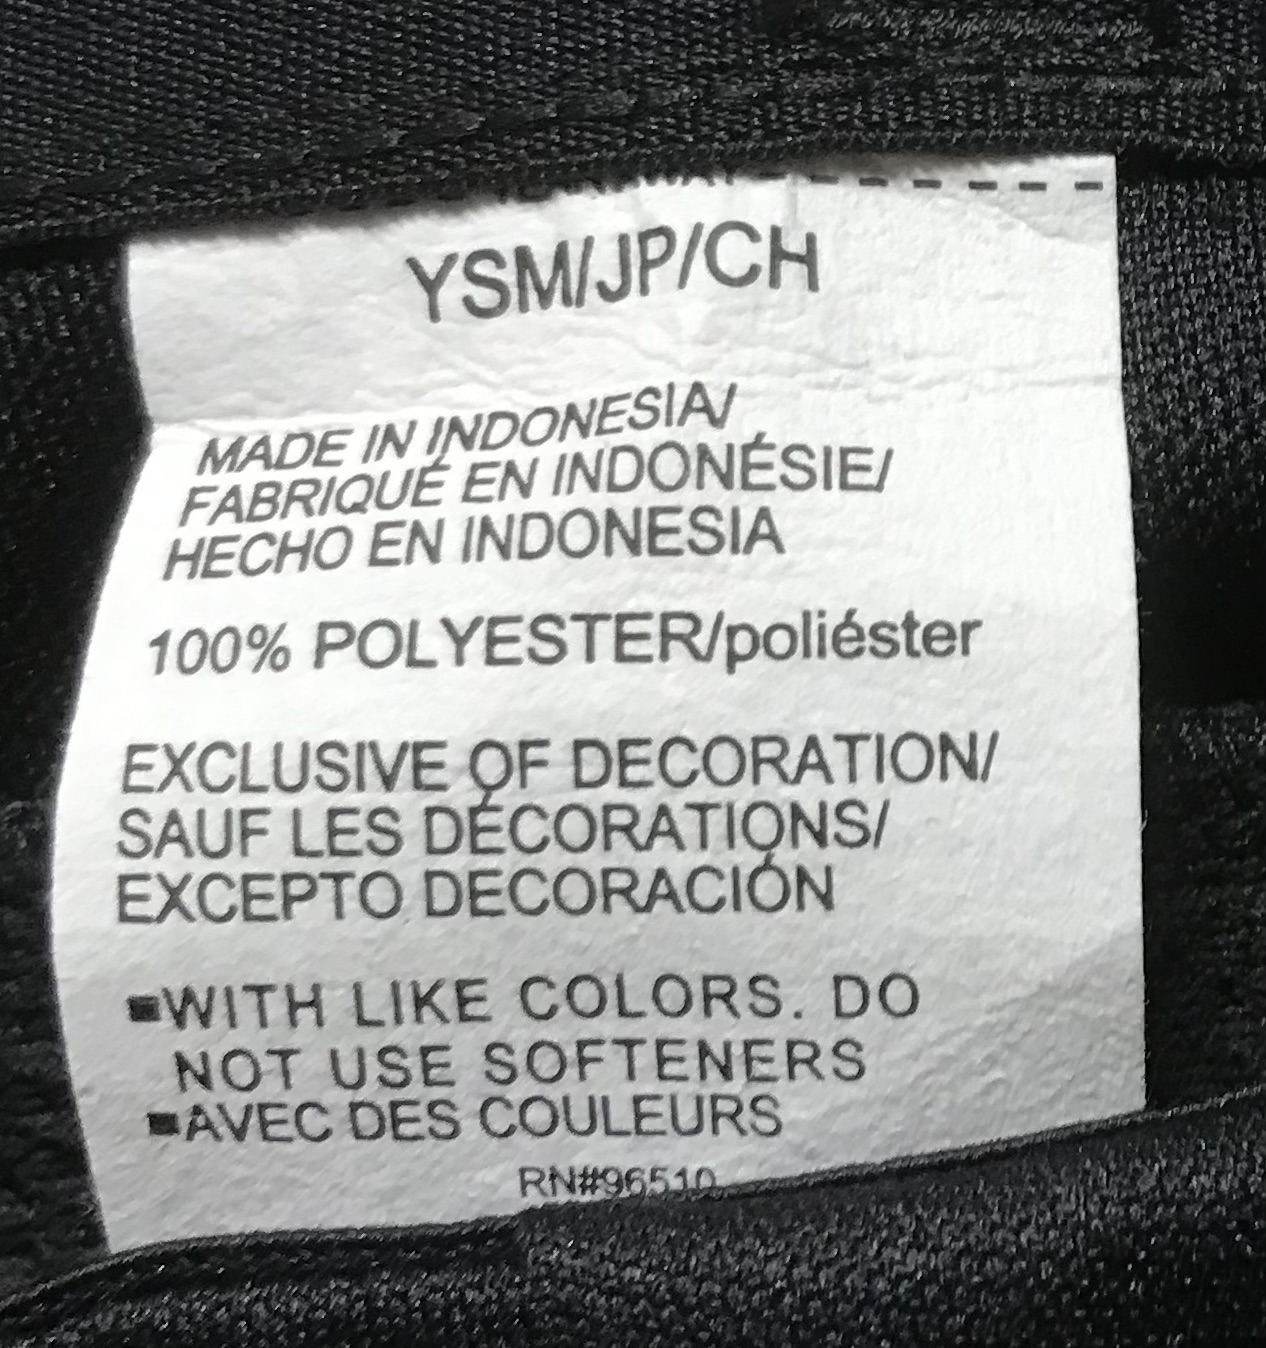 YSM/JP/CH
MADE IN INDONESIA/
FABRIQUÉ EN INDONÉSIE/
HECHO EN INDONESIA
100% POLYESTER/poliéster
EXCLUSIVE OF DECORATION/
SAUF LES DÉCORATIONS/
EXCEPTO DECORACIÓN
■WITH LIKE COLORS. DO
NOT USE SOFTENERS
■AVEC DES COULEURS
RN#96510